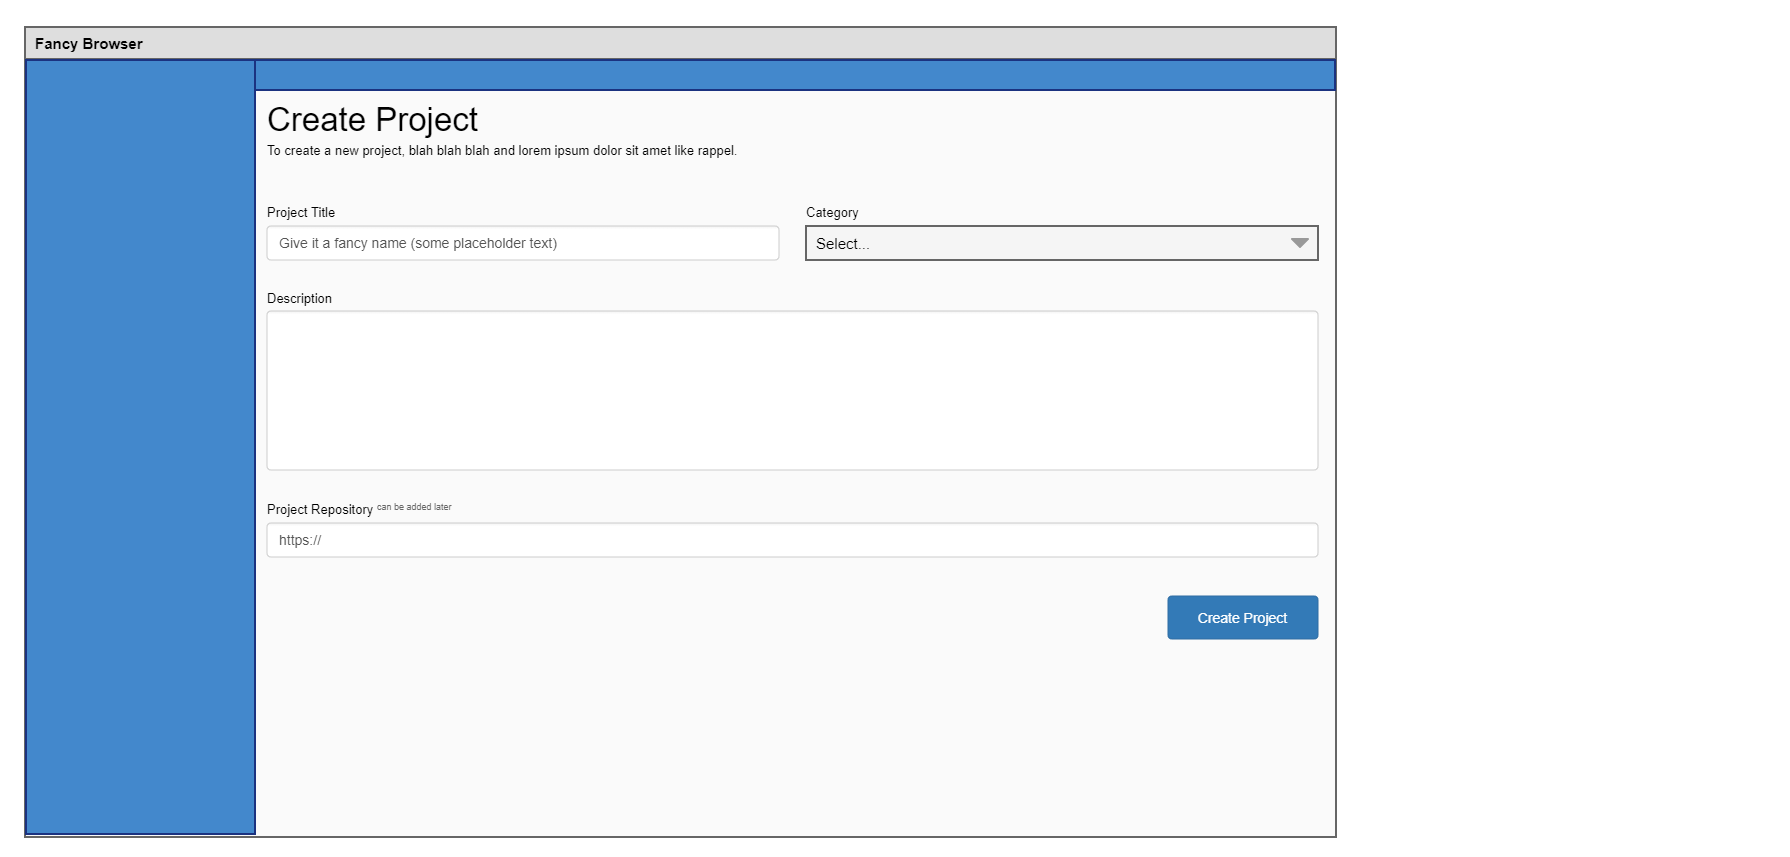 Fancy Browser
Create Project
To create a new project, blah blah blah and lorem ipsum dolor sit amet like rappel.
Project Title
Category
Give it a fancy name (some placeholder text)
Select...
Description
Project Repository can be added later
https://
Create Project